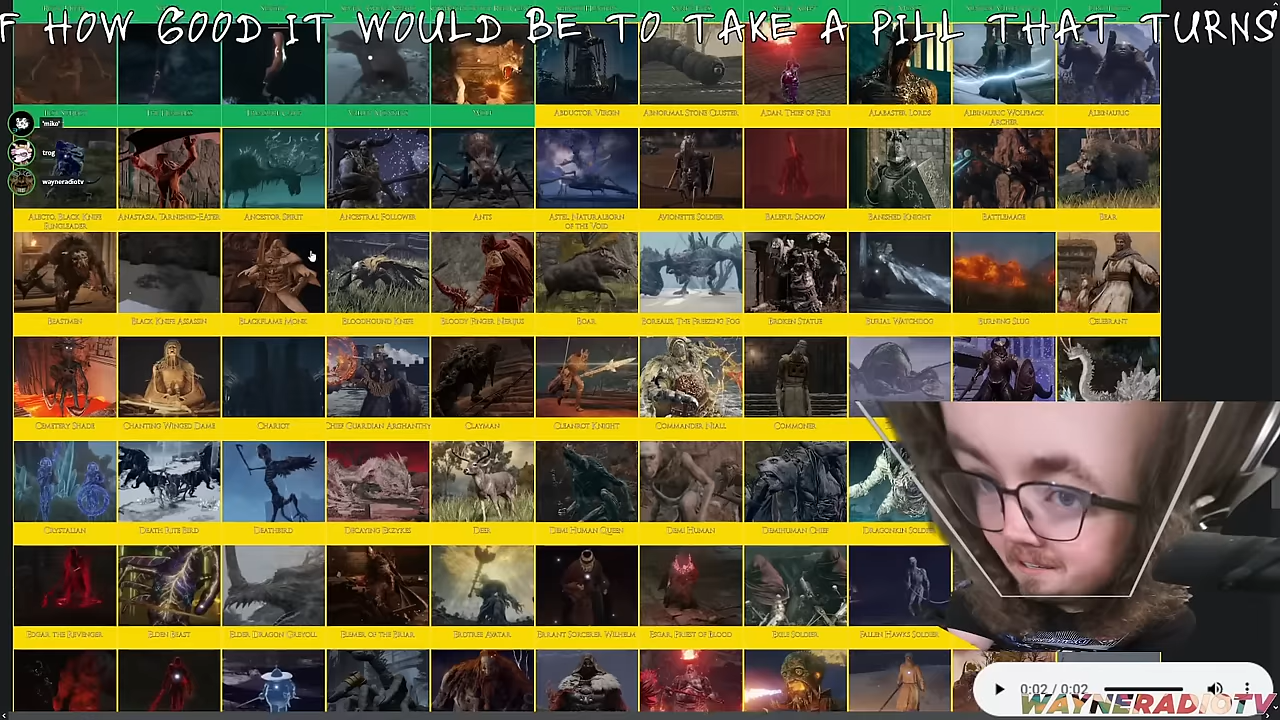 F HOW GOOD IT WOULD BE TO TAKE A PILL THAT TURNS
WOLF
ABDUCTOR VIRGIN
ABNORMAL STONE CLUSTER
ADAN, THIEF OF FIRE
ALABASTER LORDS
ALBINAURIC WOLFPACK
ARCHER
ALBINAURIC
"miko"
trog
wayneradiotv
ALECTO, BLACK KNIFE
RINGLEADER
ANASTASIA, TARNISHED-EATER
ANCESTOR SPIRIT
ANCESTRAL FOLLOWER
ANTS
ASTEL, NATURALBORN
OF THE VOID
AVIONETTE SOLDIER
BALEFUL SHADOW
BANISHED KNIGHT
BATTLEMAGE
BEAR
BEASTMEN
BLACK KNIFE ASSASSIN
BLACKFLAME MONK
BLOODHOUND KNIFE
BLOODY FINGER NERIJUS
BOAR
BOREALIS, THE FREEZING FOG
BROKEN STATUE
BURIAL WATCHDOG
BURNING SLUG
CELEBRANT
CEMETERY SHADE
CHANTING WINGED DAME
CHARIOT
CHIEF GUARDIAN ARGHANTHY
CLAYMAN
CLEANROT KNIGHT
COMMANDER NIALL
COMMONER
CRYSTALIAN
DEATH RITE BIRD
DEATHBIRD
DECAYING EKZYKES
DEER
DEMI HUMAN QUEEN
DEMI HUMAN
DEMIHUMAN CHIEF
DRAGONKIN SOLDIE
EDGAR THE REVENGER
ELDEN BEAST
ELDER DRAGON GREYOLL
ELEMER OF THE BRIAR
ERDTREE AVATAR
ERRANT SORCERER WILHELM
ESGAR, PRIEST OF BLOOD
EXILE SOLDIER
FALLEN HAWKS SOLDIER
0:02 / 0:02
WAYNERADIOTV